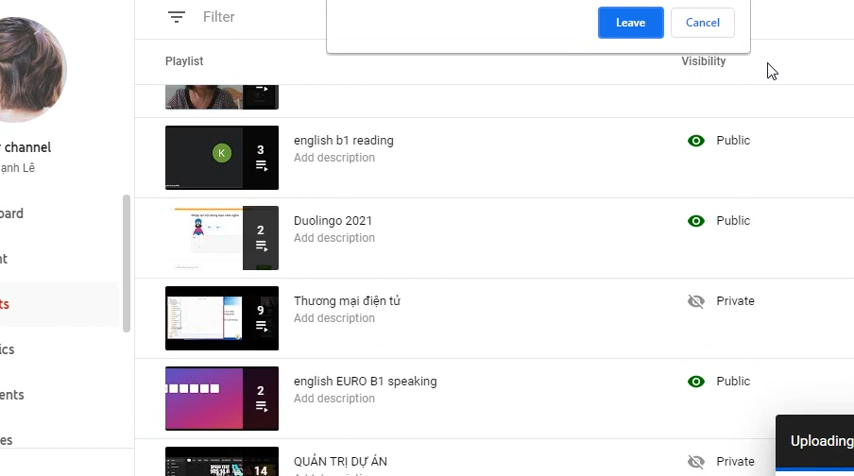 Filter
Leave
Cancel
Playlist
Visibility
channel
ạnh Lê
english b1 reading
Add description
Public
K
3
Duolingo 2021
Add description
Public
2
Thương mại điện tử
Add description
Private
9
english EURO B1 speaking
Add description
Public
2
QUẢN TRỊ DỰ ÁN
Private
14
Uploading
oard
nt
ts
ics
ents
es